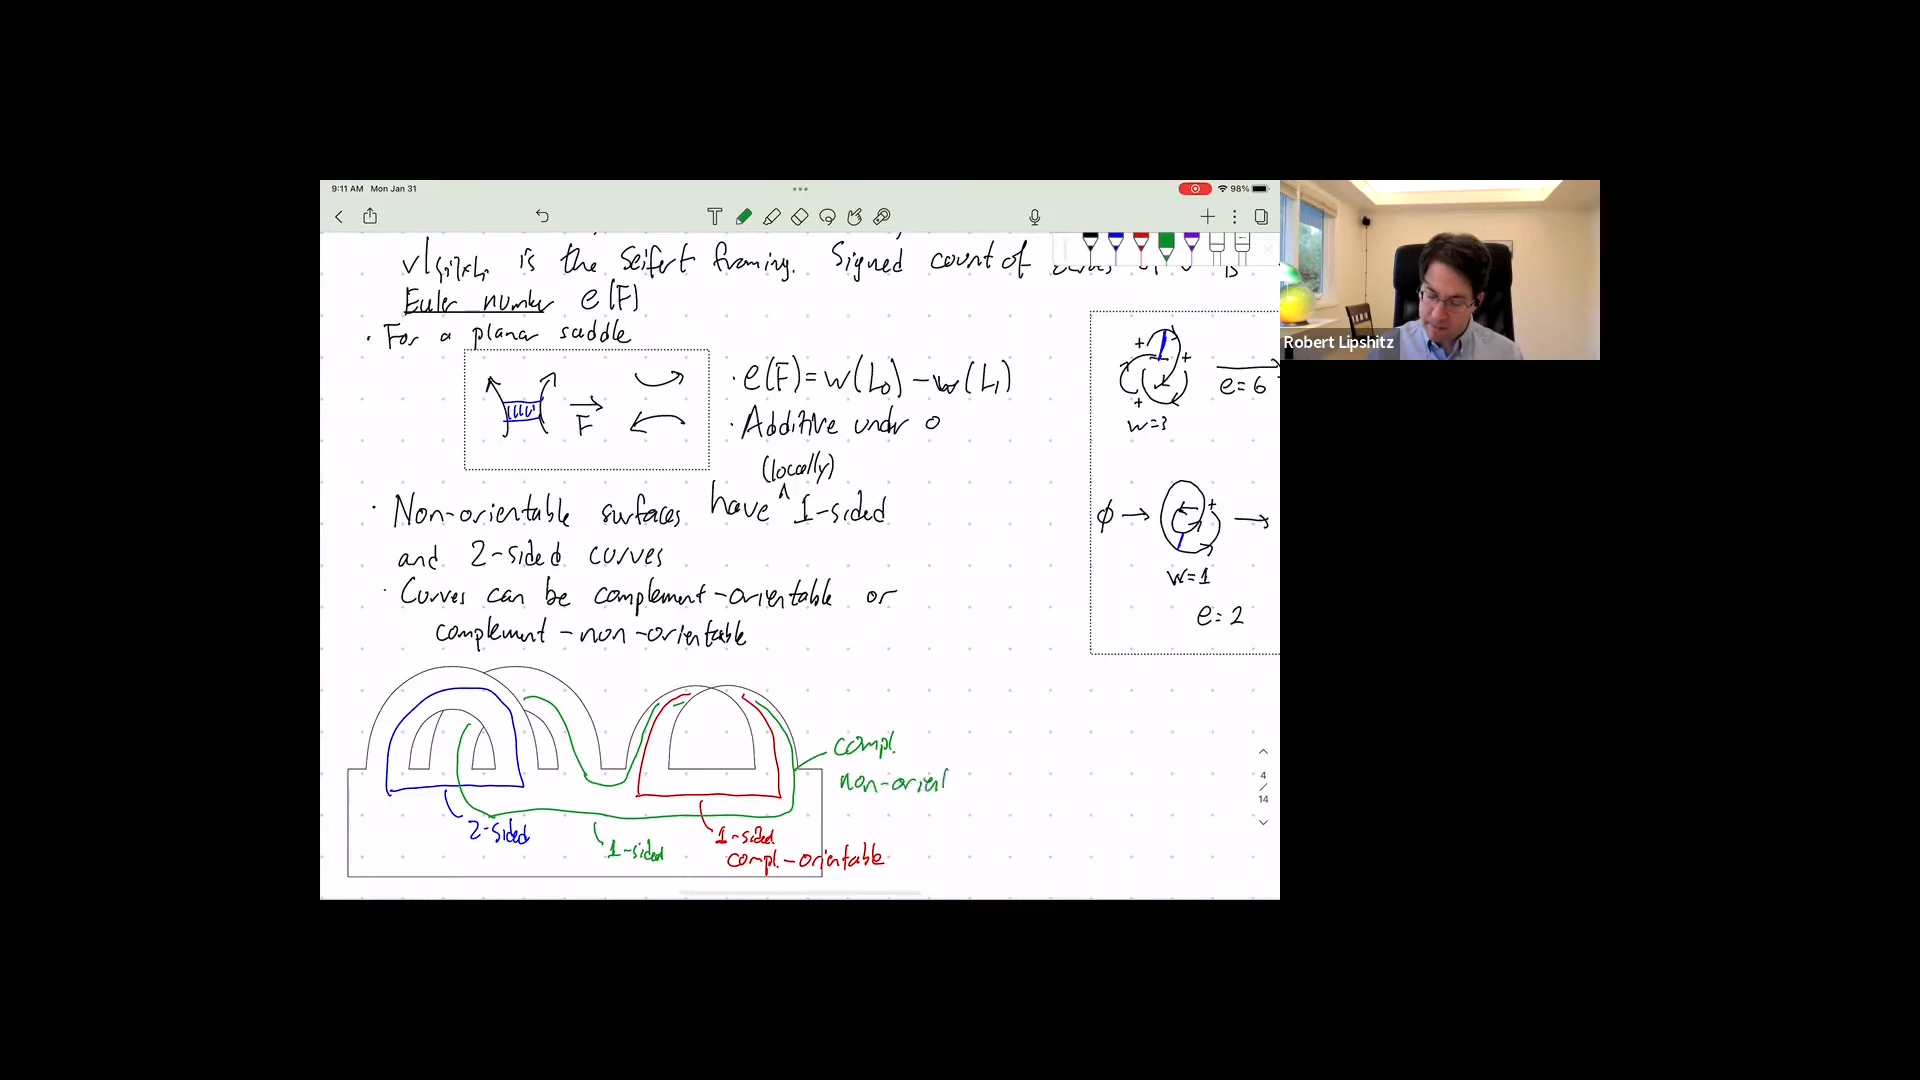 9:11 AM Mon Jan 31
98%
is the Seifert framing. Signed count of
Euler number e(F)
· For a planar saddle
F
· e(F) = w(L₀) - w(L₁)
· Additive under o
(locally)
· Non-orientable surfaces have ^ 1-sided
and 2-sided curves
· Curves can be complement-orientable or
complement-non-orientable
+
+
+
w=3
e=6
ϕ →
+
w=1
e=2
compl.
non-orient
2-sided
1-sided
1-sided
compl.-orientable
4
/
14
Robert Lipshitz